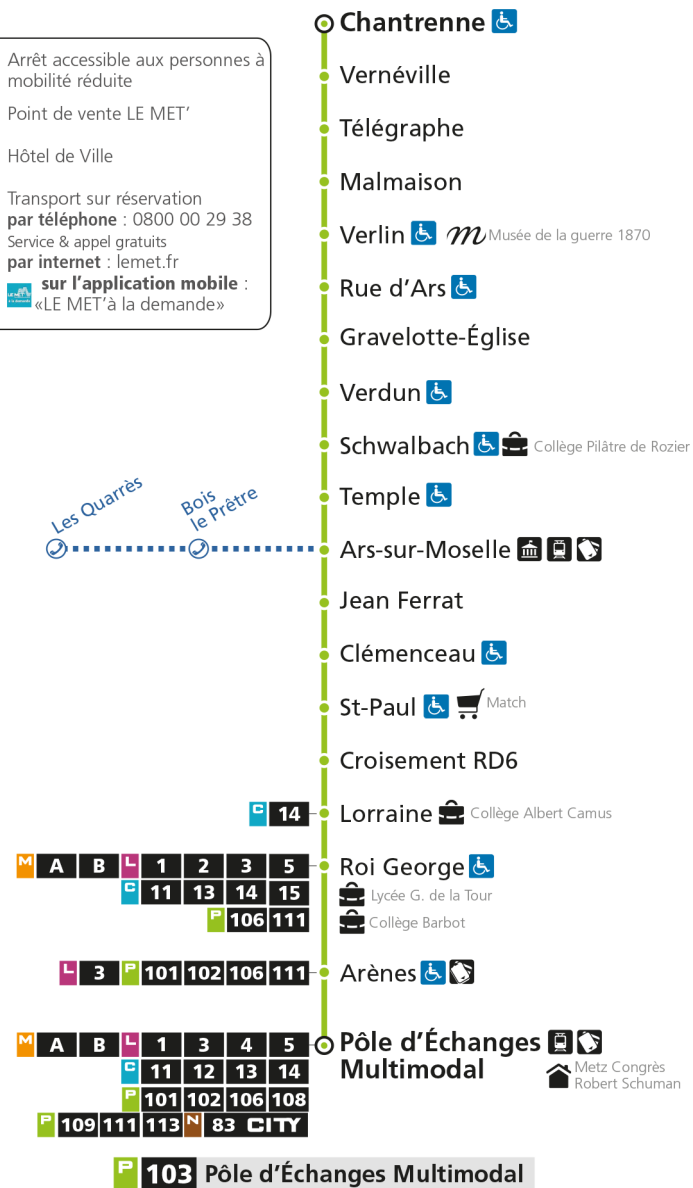 Chantrenne
Arrêt accessible aux personnes à
mobilité réduite
Point de vente LE MET'
Hôtel de Ville
Transport sur réservation
par téléphone : 0800 00 29 38
Service & appel gratuits
par internet : lemet.fr
sur l'application mobile :
«LE MET'à la demande»
Vernéville
Télégraphe
Malmaison
Verlin m Musée de la guerre 1870
Rue d'Ars
Gravelotte-Église
Verdun
Schwalbach Collège Pilâtre de Rozier
Temple
Les Quarrès
Bois
le Prêtre
Ars-sur-Moselle
Jean Ferrat
Clémenceau
St-Paul Match
Croisement RD6
C 14 Lorraine Collège Albert Camus
M A B L 1 2 3 5 Roi George
C 11 13 14 15 Lycée G. de la Tour
P 106 111 Collège Barbot
L 3 P 101 102 106 111 Arènes
M A B L 1 3 4 5 Pôle d'Échanges
Multimodal
C 11 12 13 14 Metz Congrès
Robert Schuman
P 101 102 106 108
P 109 111 113 N 83 CITY
P 103 Pôle d'Échanges Multimodal